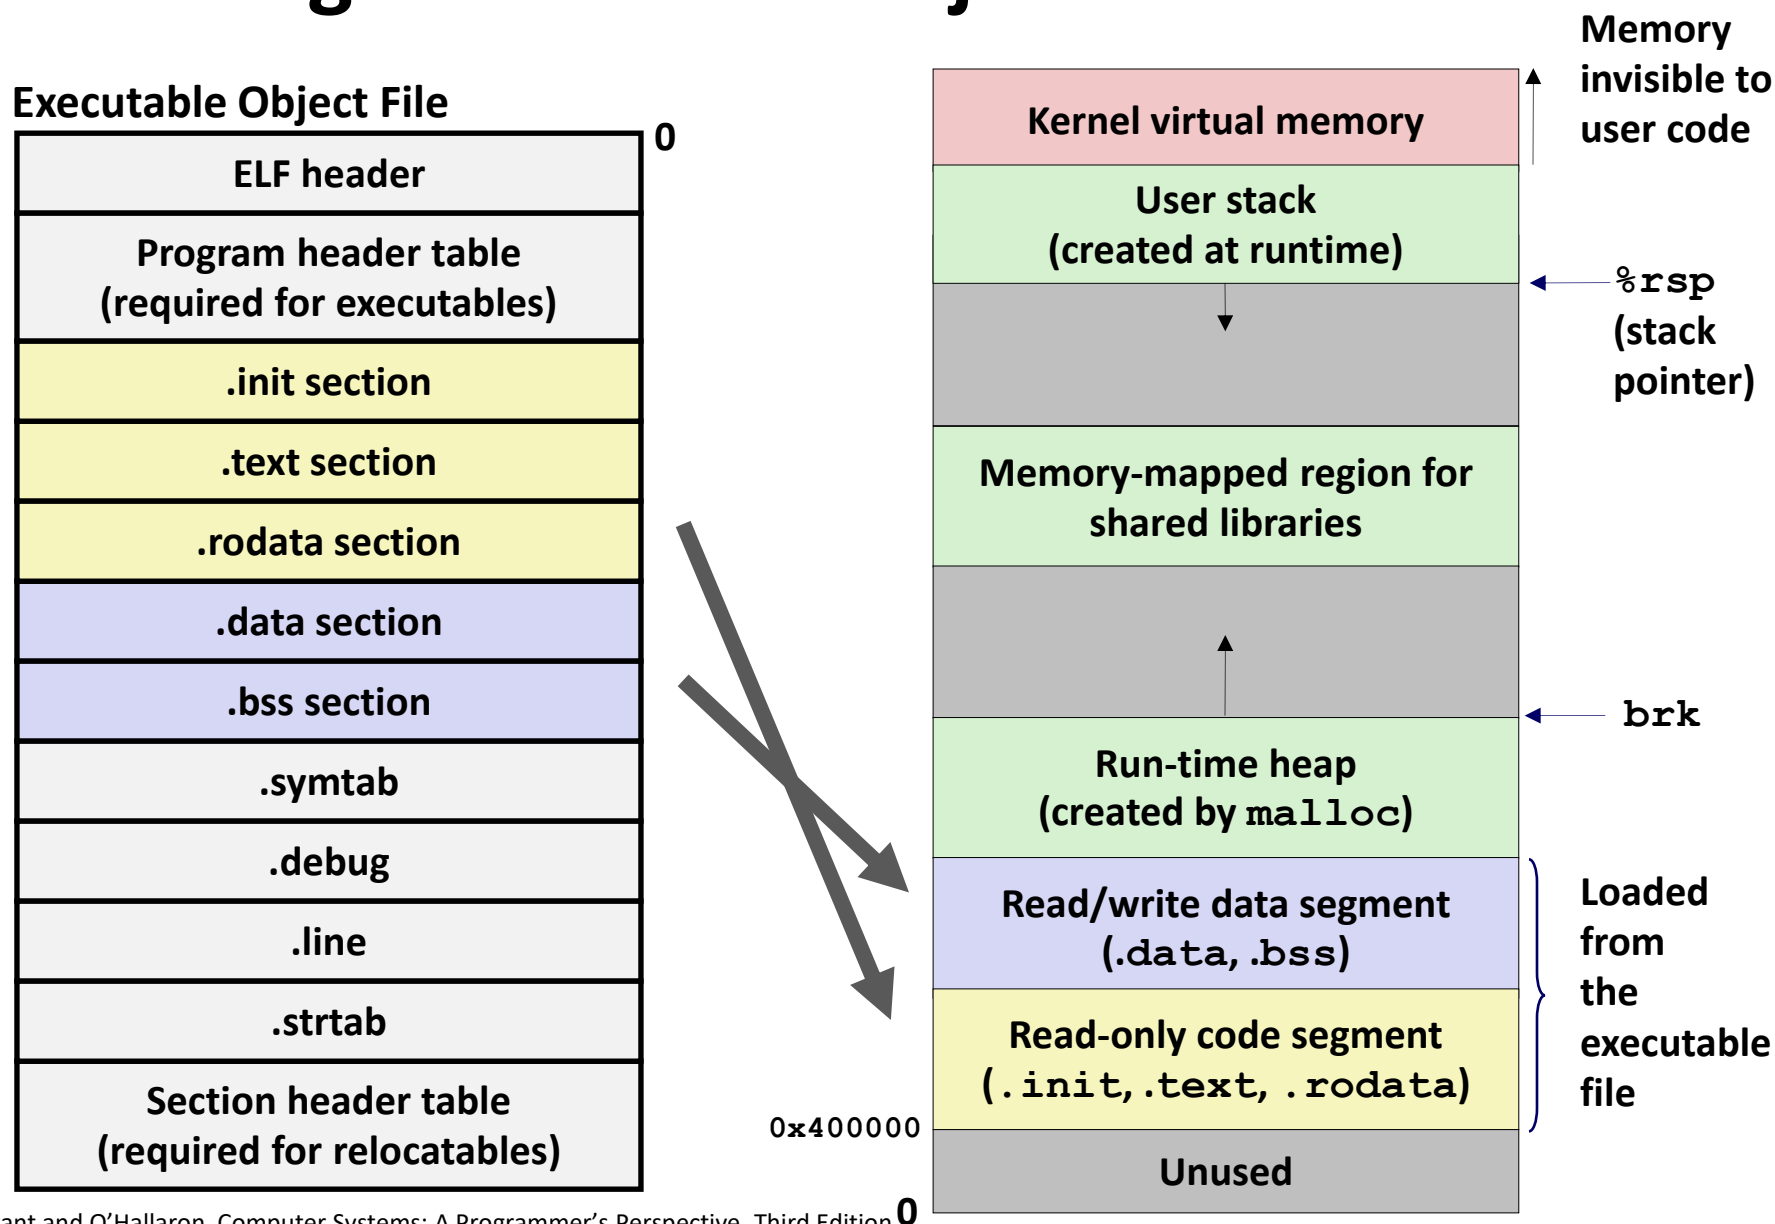 Executable Object File
0
ELF header
Program header table
(required for executables)
.init section
.text section
.rodata section
.data section
.bss section
.symtab
.debug
.line
.strtab
Section header table
(required for relocatables)
Kernel virtual memory
User stack
(created at runtime)
Memory-mapped region for
shared libraries
Run-time heap
(created by malloc)
Read/write data segment
(.data, .bss)
Read-only code segment
(.init, .text, .rodata)
Unused
0x400000
0
Memory
invisible to
user code
%rsp
(stack
pointer)
brk
Loaded
from
the
executable
file
and O'Hallaron, Computer Systems: A Programmer's Perspective, Third Edition